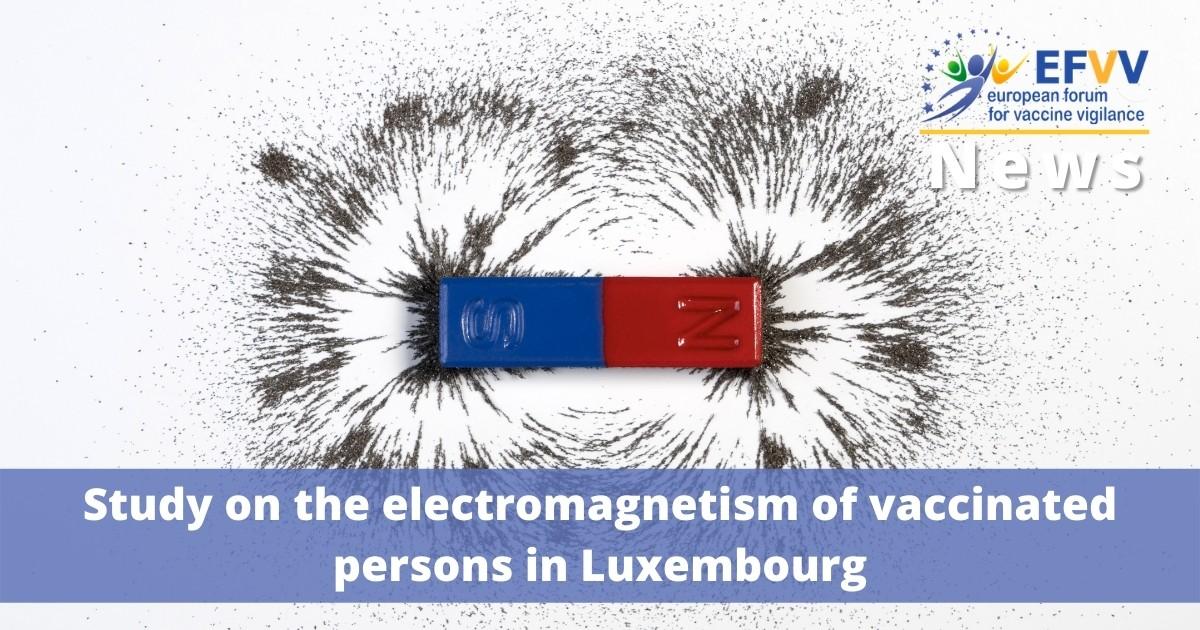 EFVV
european forum
for vaccine vigilance
News
S
N
Study on the electromagnetism of vaccinated
persons in Luxembourg